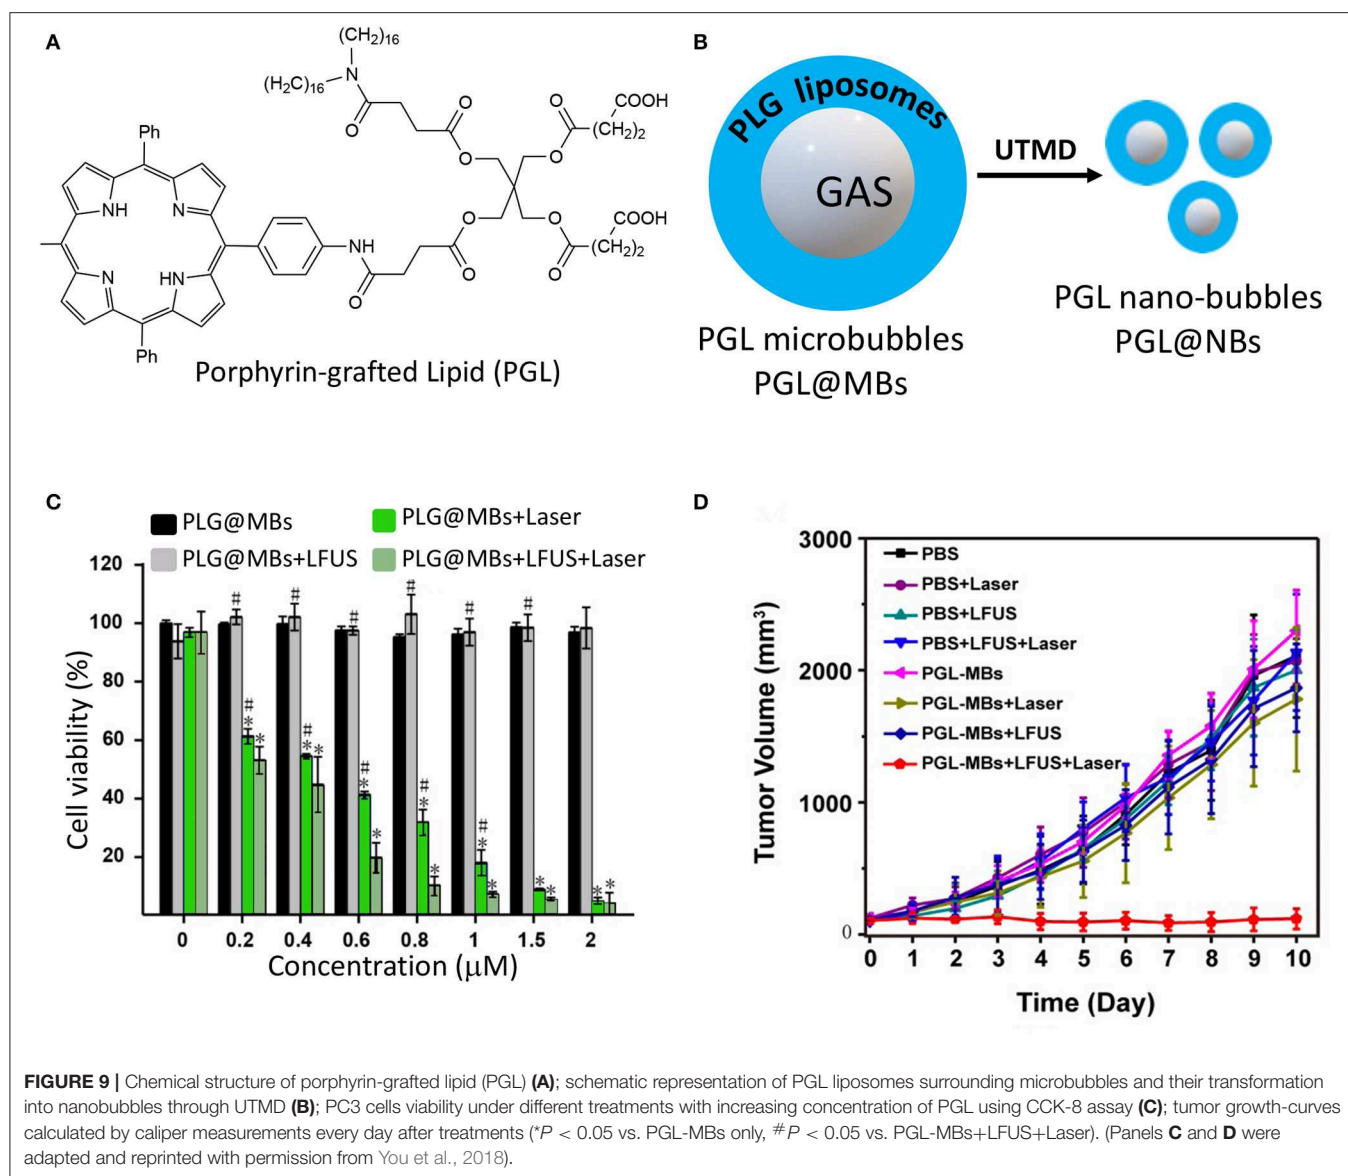 A
(CH2)16
(H2C)16
N
O
O
O
O
COOH
(CH2)2
O
O
O
O
COOH
(CH2)2
O
O
Ph
NH
N
N
HN
NH
O
Ph
Porphyrin-grafted Lipid (PGL)
B
PLG liposomes
GAS
UTMD
PGL microbubbles
PGL@MBs
PGL nano-bubbles
PGL@NBs
C
PLG@MBs
PLG@MBs+Laser
PLG@MBs+LFUS
PLG@MBs+LFUS+Laser
Cell viability (%)
120
100
80
60
40
20
# # # # # #
# * * # * * # * * # * * # * * * * * *
0 0.2 0.4 0.6 0.8 1 1.5 2
Concentration (µM)
D
Tumor Volume (mm³)
3000
2000
1000
0
PBS
PBS+Laser
PBS+LFUS
PBS+LFUS+Laser
PGL-MBs
PGL-MBs+Laser
PGL-MBs+LFUS
PGL-MBs+LFUS+Laser
0 1 2 3 4 5 6 7 8 9 10
Time (Day)
FIGURE 9 | Chemical structure of porphyrin-grafted lipid (PGL) (A); schematic representation of PGL liposomes surrounding microbubbles and their transformation
into nanobubbles through UTMD (B); PC3 cells viability under different treatments with increasing concentration of PGL using CCK-8 assay (C); tumor growth-curves
calculated by caliper measurements every day after treatments (*P < 0.05 vs. PGL-MBs only, #P < 0.05 vs. PGL-MBs+LFUS+Laser). (Panels C and D were
adapted and reprinted with permission from You et al., 2018).